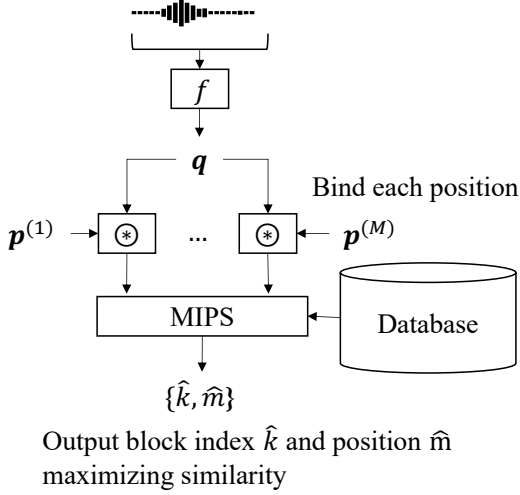 f
q
Bind each position
p^{(1)} ⊛ ... ⊛ p^{(M)}
MIPS
Database
{k̂, m̂}
Output block index k̂ and position m̂
maximizing similarity